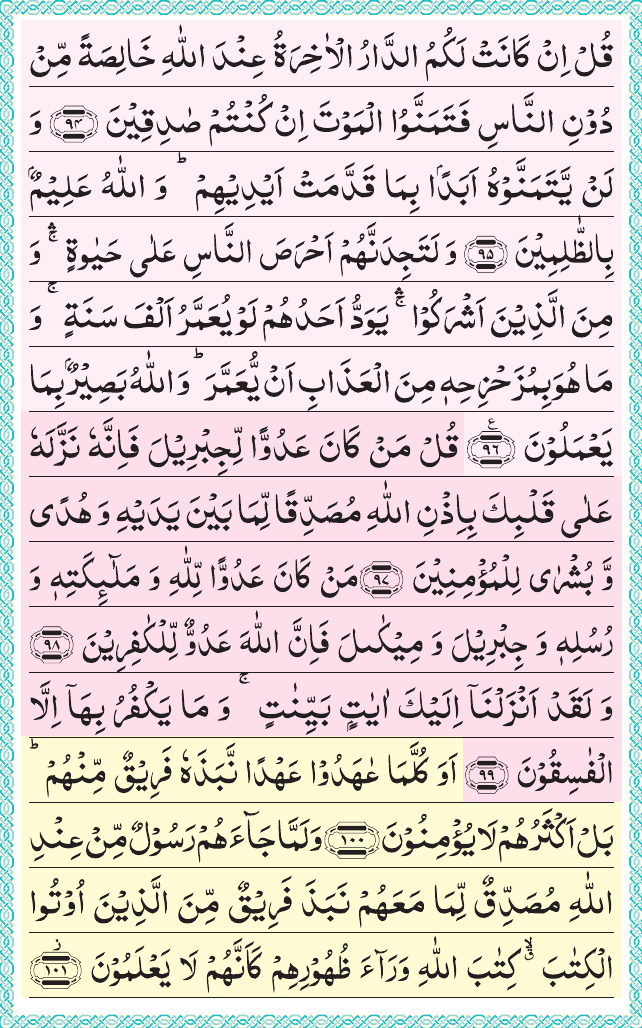 قُلْ اِنْ كَانَتْ لَكُمُ الدَّارُ الْاٰخِرَةُ عِنْدَ اللّٰهِ خَالِصَةً مِّنْ
دُوْنِ النَّاسِ فَتَمَنَّوُا الْمَوْتَ اِنْ كُنْتُمْ صٰدِقِيْنَ ﴿۹۴﴾ وَ
لَنْ يَّتَمَنَّوْهُ اَبَدًۢا بِمَا قَدَّمَتْ اَيْدِيْهِمْ ؕ وَ اللّٰهُ عَلِيْمٌۢ
بِالظّٰلِمِيْنَ ﴿۹۵﴾ وَ لَتَجِدَنَّهُمْ اَحْرَصَ النَّاسِ عَلٰى حَيٰوةٍ ۛۚ وَ
مِنَ الَّذِيْنَ اَشْرَكُوْا ۛۚ يَوَدُّ اَحَدُهُمْ لَوْ يُعَمَّرُ اَلْفَ سَنَةٍ ۚ وَ
مَا هُوَ بِمُزَحْزِحِهٖ مِنَ الْعَذَابِ اَنْ يُّعَمَّرَ ؕ وَ اللّٰهُ بَصِيْرٌۢ بِمَا
يَعْمَلُوْنَ ﴿۹۶﴾ ع قُلْ مَنْ كَانَ عَدُوًّا لِّجِبْرِيْلَ فَاِنَّهٗ نَزَّلَهٗ
عَلٰى قَلْبِكَ بِاِذْنِ اللّٰهِ مُصَدِّقًا لِّمَا بَيْنَ يَدَيْهِ وَ هُدًى
وَّ بُشْرٰى لِلْمُؤْمِنِيْنَ ﴿۹۷﴾ مَنْ كَانَ عَدُوًّا لِّلّٰهِ وَ مَلٰٓئِكَتِهٖ وَ
رُسُلِهٖ وَ جِبْرِيْلَ وَ مِيْكٰىلَ فَاِنَّ اللّٰهَ عَدُوٌّ لِّلْكٰفِرِيْنَ ﴿۹۸﴾
وَ لَقَدْ اَنْزَلْنَاۤ اِلَيْكَ اٰيٰتٍۭ بَيِّنٰتٍ ۚ وَ مَا يَكْفُرُ بِهَاۤ اِلَّا
الْفٰسِقُوْنَ ﴿۹۹﴾ اَوَ كُلَّمَا عٰهَدُوْا عَهْدًا نَّبَذَهٗ فَرِيْقٌ مِّنْهُمْ ؕ
بَلْ اَكْثَرُهُمْ لَا يُؤْمِنُوْنَ ﴿۱۰۰﴾ وَ لَمَّا جَآءَهُمْ رَسُوْلٌ مِّنْ عِنْدِ
اللّٰهِ مُصَدِّقٌ لِّمَا مَعَهُمْ نَبَذَ فَرِيْقٌ مِّنَ الَّذِيْنَ اُوْتُوا
الْكِتٰبَ ۙۗ كِتٰبَ اللّٰهِ وَرَآءَ ظُهُوْرِهِمْ كَاَنَّهُمْ لَا يَعْلَمُوْنَ ﴿۱۰۱﴾ ز